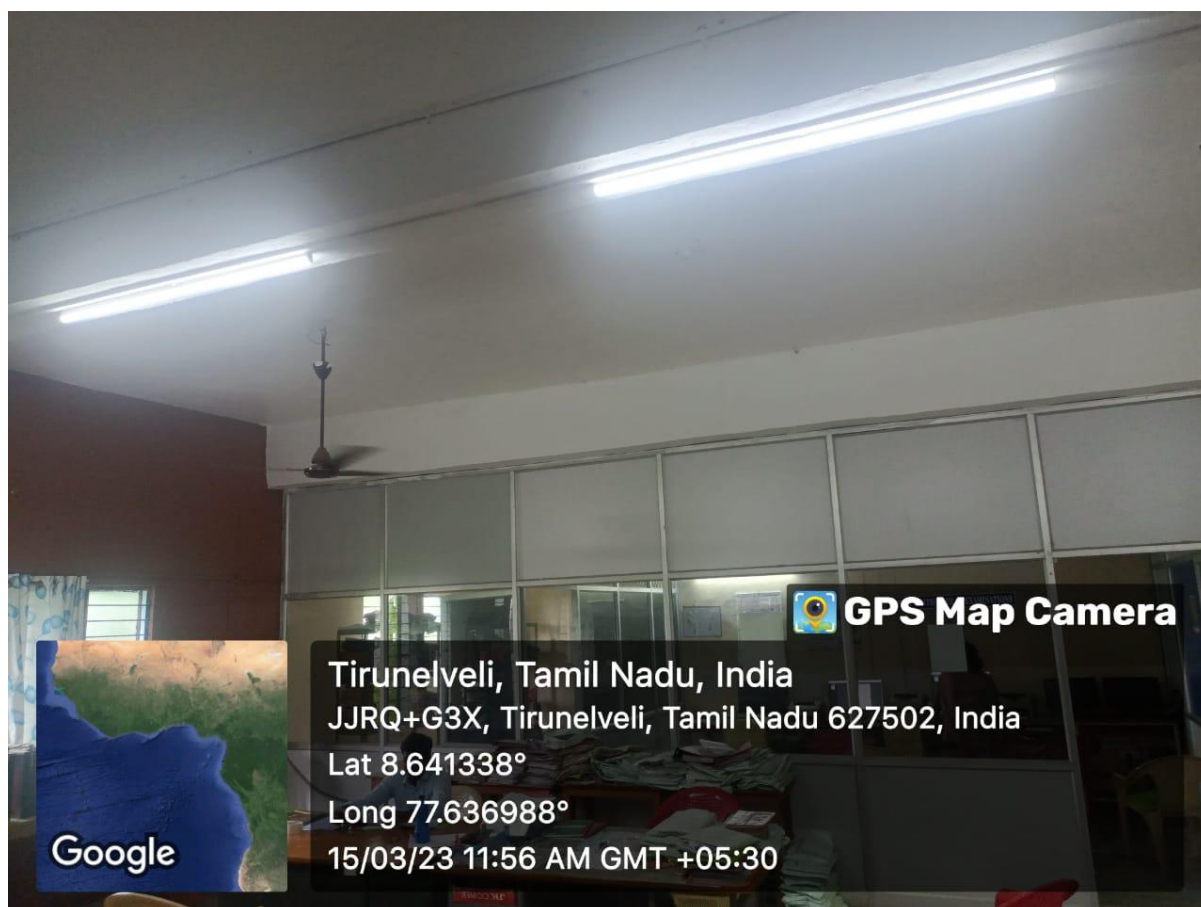 GPS Map Camera
Tirunelveli, Tamil Nadu, India
JJRQ+G3X, Tirunelveli, Tamil Nadu 627502, India
Lat 8.641338°
Long 77.636988°
15/03/23 11:56 AM GMT +05:30
Google